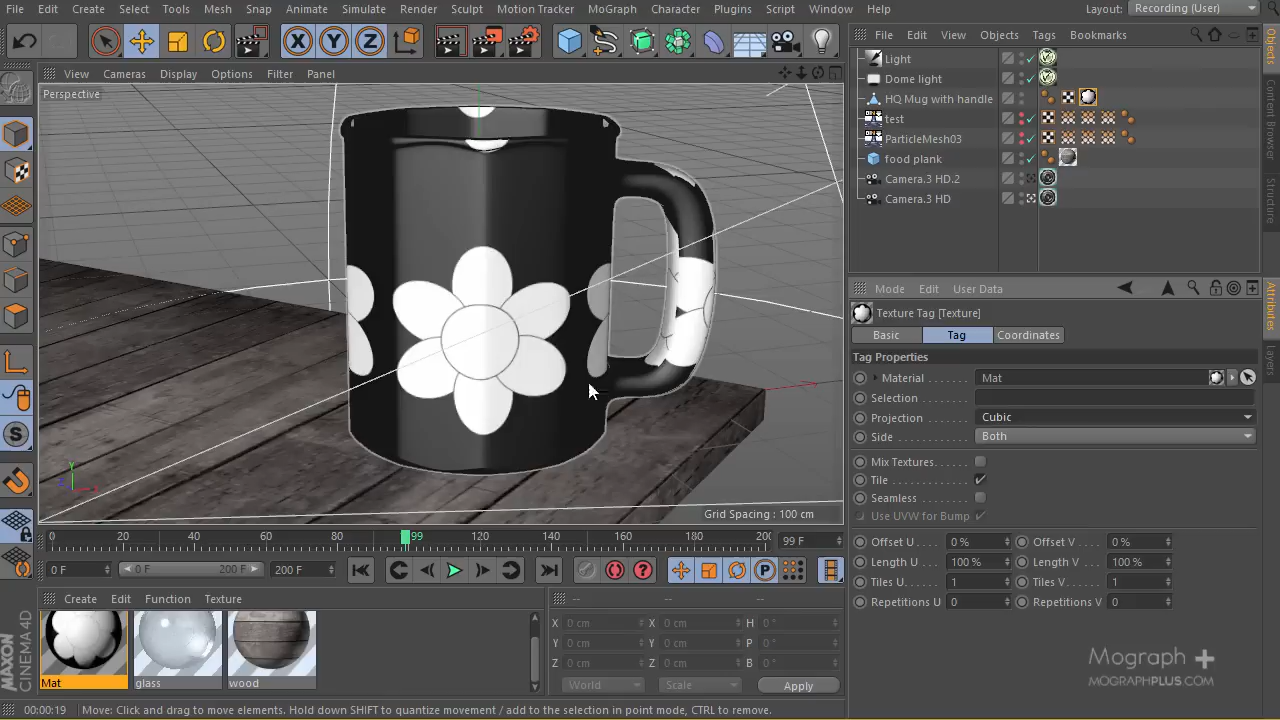 File Edit Create Select Tools Mesh Snap Animate Simulate Render Sculpt Motion Tracker MoGraph Character Plugins Script Window Help Layout: Recording (User)
View Cameras Display Options Filter Panel
Perspective
Grid Spacing : 100 cm
0 20 40 60 80 99 120 140 160 180 200 99 F
0 F 0 F 200 F 200 F
Create Edit Function Texture
Mat glass wood
-- -- --
X 0 cm X 0 cm H 0 °
Y 0 cm Y 0 cm P 0 °
Z 0 cm Z 0 cm B 0 °
World Scale Apply
MAXON CINEMA 4D
00:00:19 Move: Click and drag to move elements. Hold down SHIFT to quantize movement / add to the selection in point mode, CTRL to remove.
File Edit View Objects Tags Bookmarks
Light
Dome light
HQ Mug with handle
test
ParticleMesh03
food plank
Camera.3 HD.2
Camera.3 HD
Objects
Content Browser
Structure
Mode Edit User Data
Texture Tag [Texture]
Basic Tag Coordinates
Tag Properties
Material Mat
Selection
Projection Cubic
Side Both
Mix Textures
Tile
Seamless
Use UVW for Bump
Offset U 0 % Offset V 0 %
Length U 100 % Length V 100 %
Tiles U 1 Tiles V 1
Repetitions U 0 Repetitions V 0
Attributes
Layers
Mograph +
MOGRAPHPLUS.COM